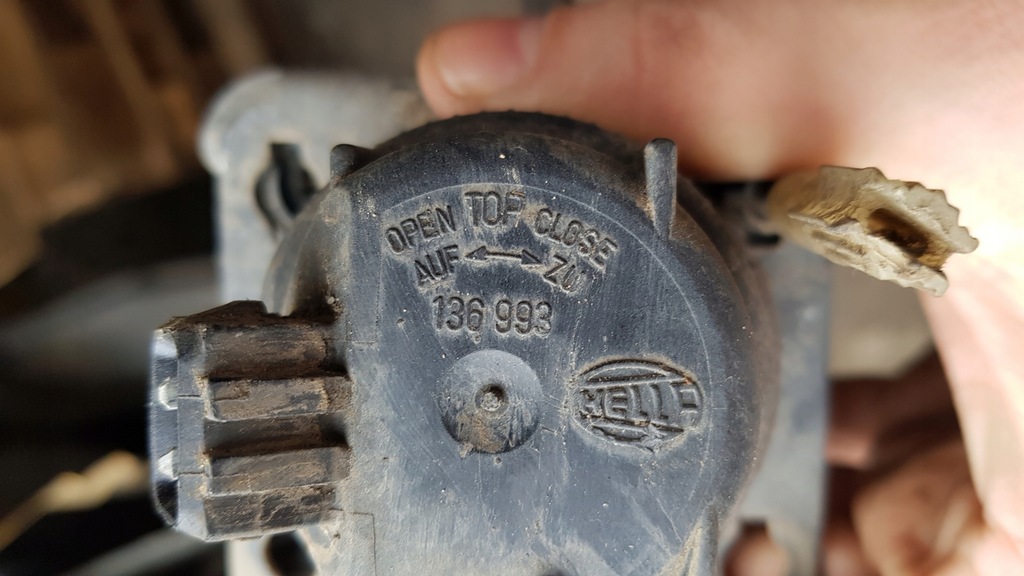 OPEN TOP CLOSE
AUF ZU
136 993
HELLA